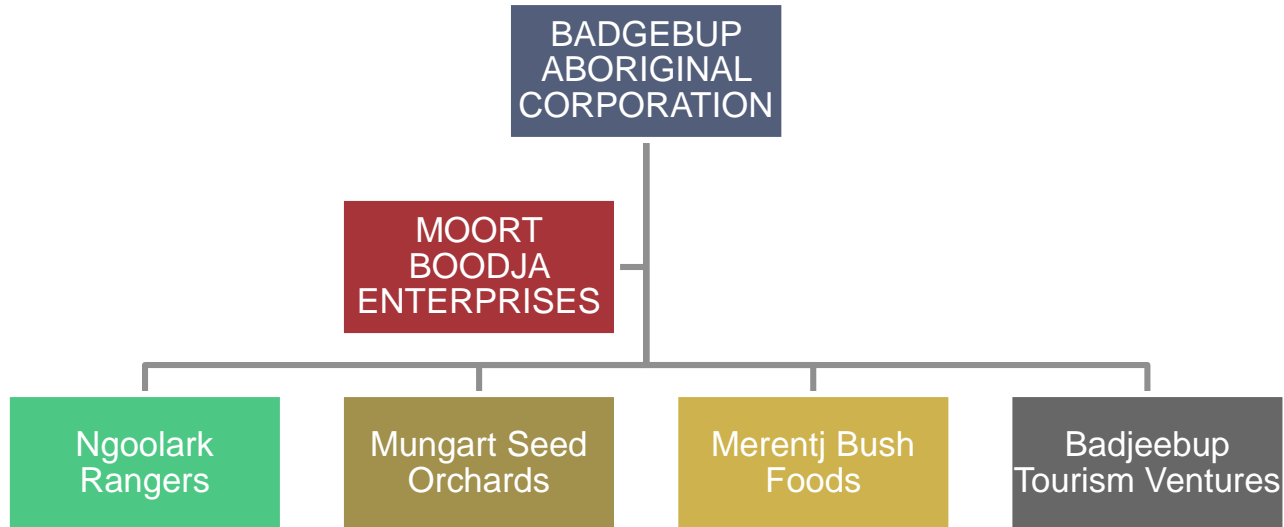 BADGEBUP
ABORIGINAL
CORPORATION
MOORT
BOODJA
ENTERPRISES
Ngoolark
Rangers
Mungart Seed
Orchards
Merentj Bush
Foods
Badjeebup
Tourism Ventures